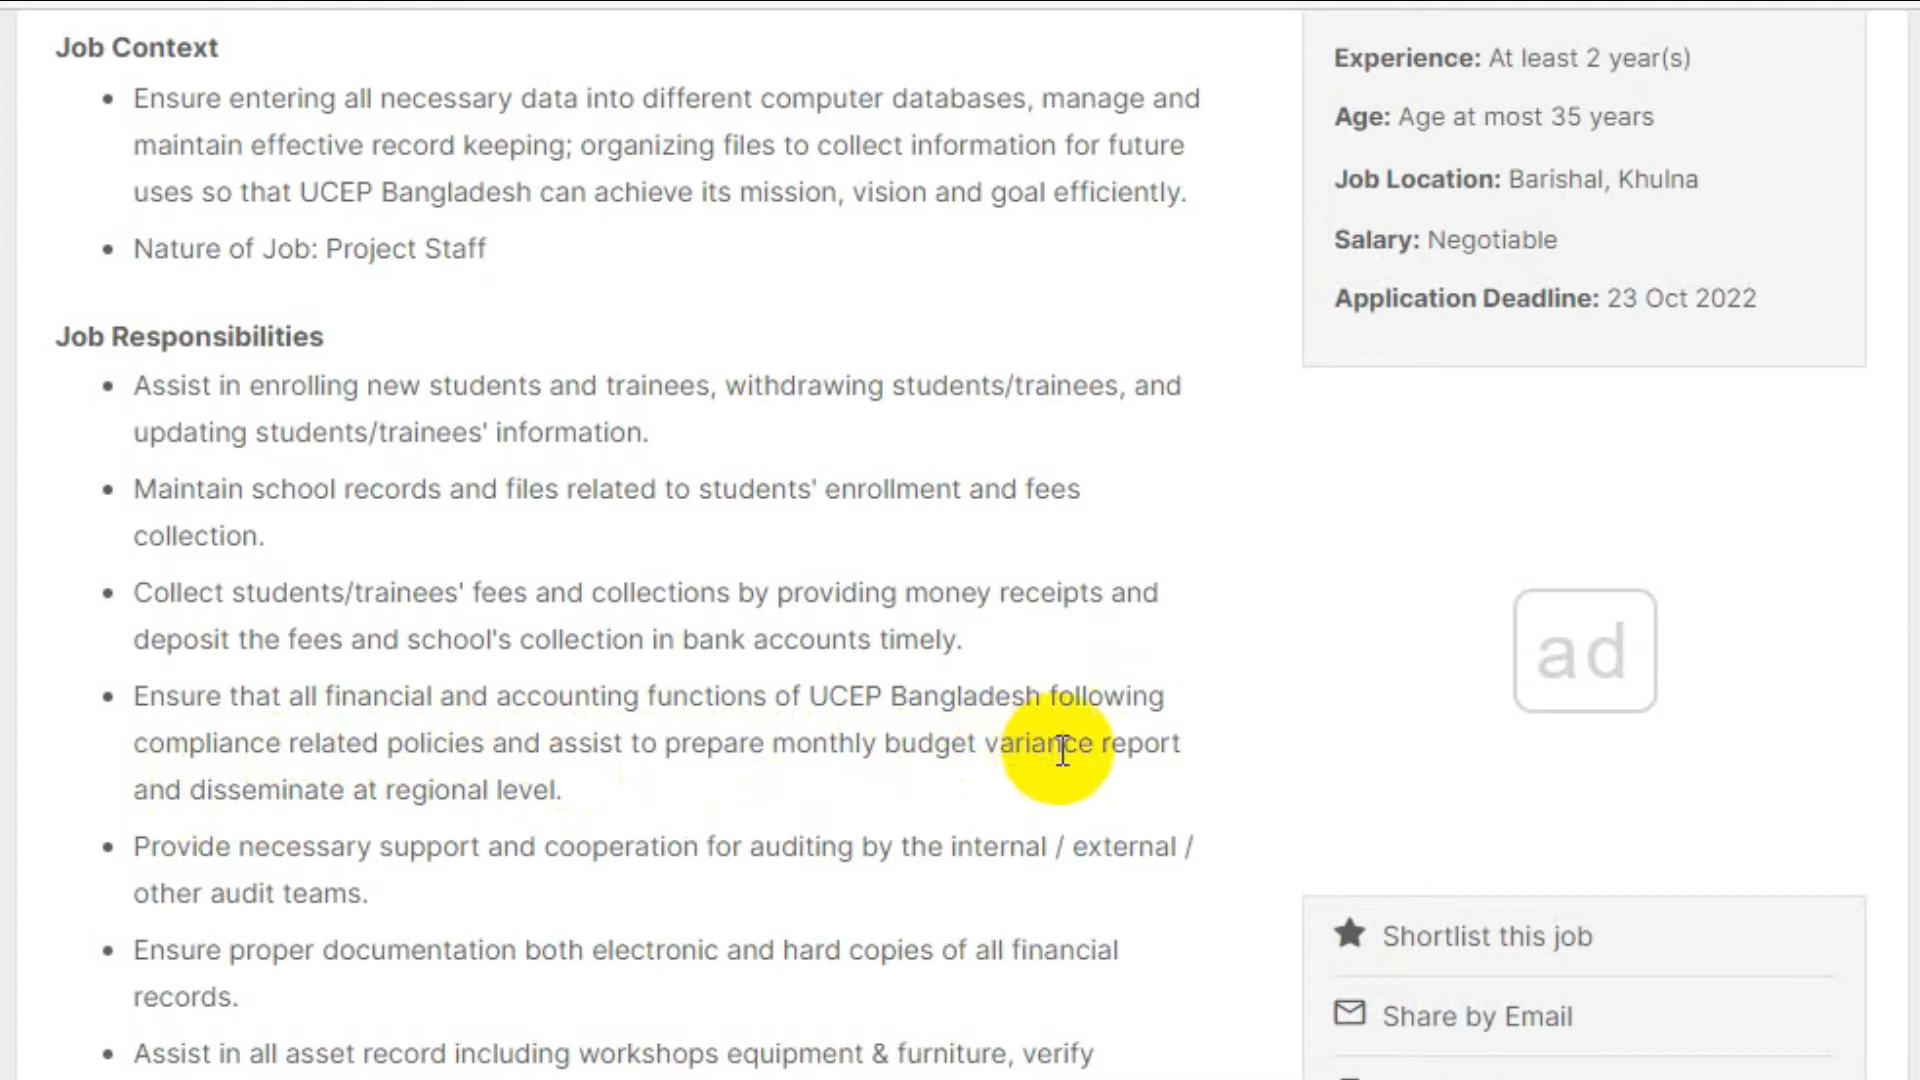 Job Context
Ensure entering all necessary data into different computer databases, manage and
maintain effective record keeping; organizing files to collect information for future
uses so that UCEP Bangladesh can achieve its mission, vision and goal efficiently.
Nature of Job: Project Staff
Job Responsibilities
Assist in enrolling new students and trainees, withdrawing students/trainees, and
updating students/trainees' information.
Maintain school records and files related to students' enrollment and fees
collection.
Collect students/trainees' fees and collections by providing money receipts and
deposit the fees and school's collection in bank accounts timely.
Ensure that all financial and accounting functions of UCEP Bangladesh following
compliance related policies and assist to prepare monthly budget variance report
and disseminate at regional level.
Provide necessary support and cooperation for auditing by the internal / external /
other audit teams.
Ensure proper documentation both electronic and hard copies of all financial
records.
Assist in all asset record including workshops equipment & furniture, verify
Experience: At least 2 year(s)
Age: Age at most 35 years
Job Location: Barishal, Khulna
Salary: Negotiable
Application Deadline: 23 Oct 2022
ad
Shortlist this job
Share by Email